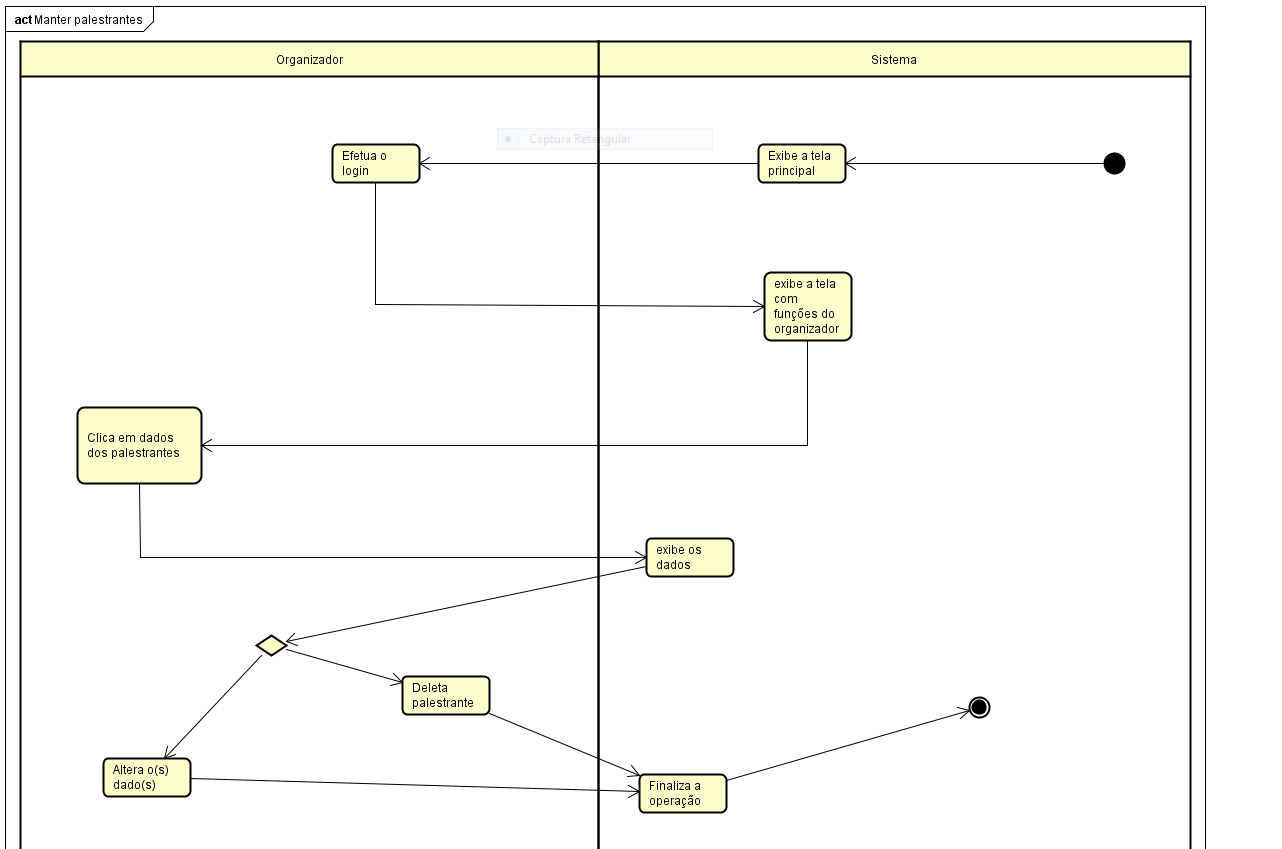 act Manter palestrantes
Organizador
Sistema
Captura Retangular
Efetua o
login
Exibe a tela
principal
exibe a tela
com
funções do
organizador
Clica em dados
dos palestrantes
exibe os
dados
Deleta
palestrante
Altera o(s)
dado(s)
Finaliza a
operação